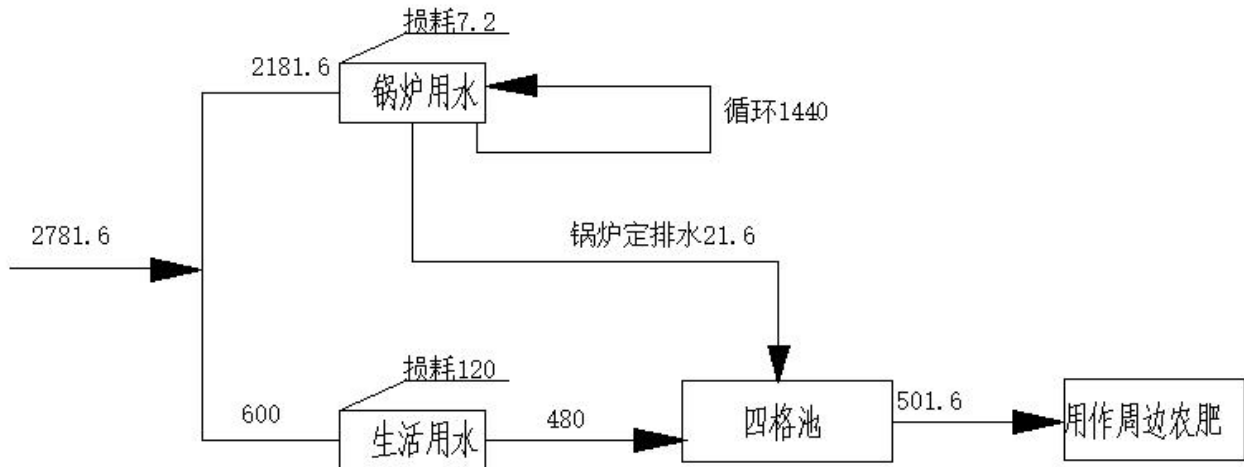 损耗7.2
2181.6
锅炉用水
循环1440
2781.6
锅炉定排水21.6
损耗120
600
生活用水
480
四格池
501.6
用作周边农肥